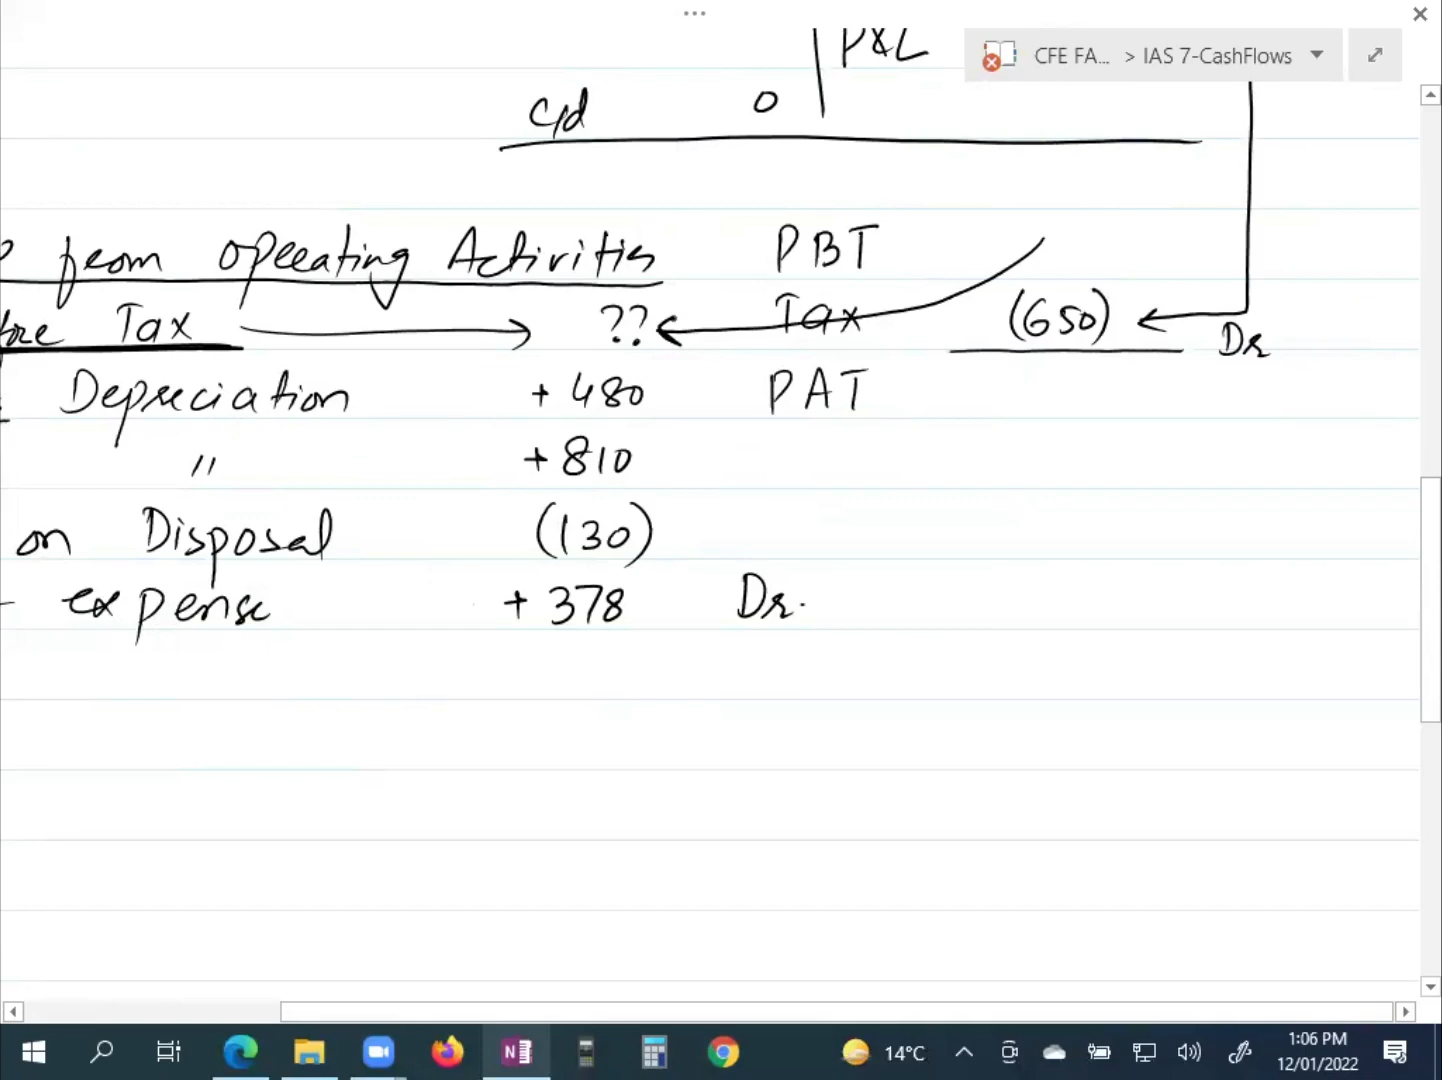 P&L
CFE FA... > IAS 7-CashFlows
c/d 0
from operating Activities PBT
Tax ?? Tax (650) Dr
Depreciation + 480 PAT
" + 810
on Disposal (130)
expense + 378 Dr.
14°C
1:06 PM
12/01/2022